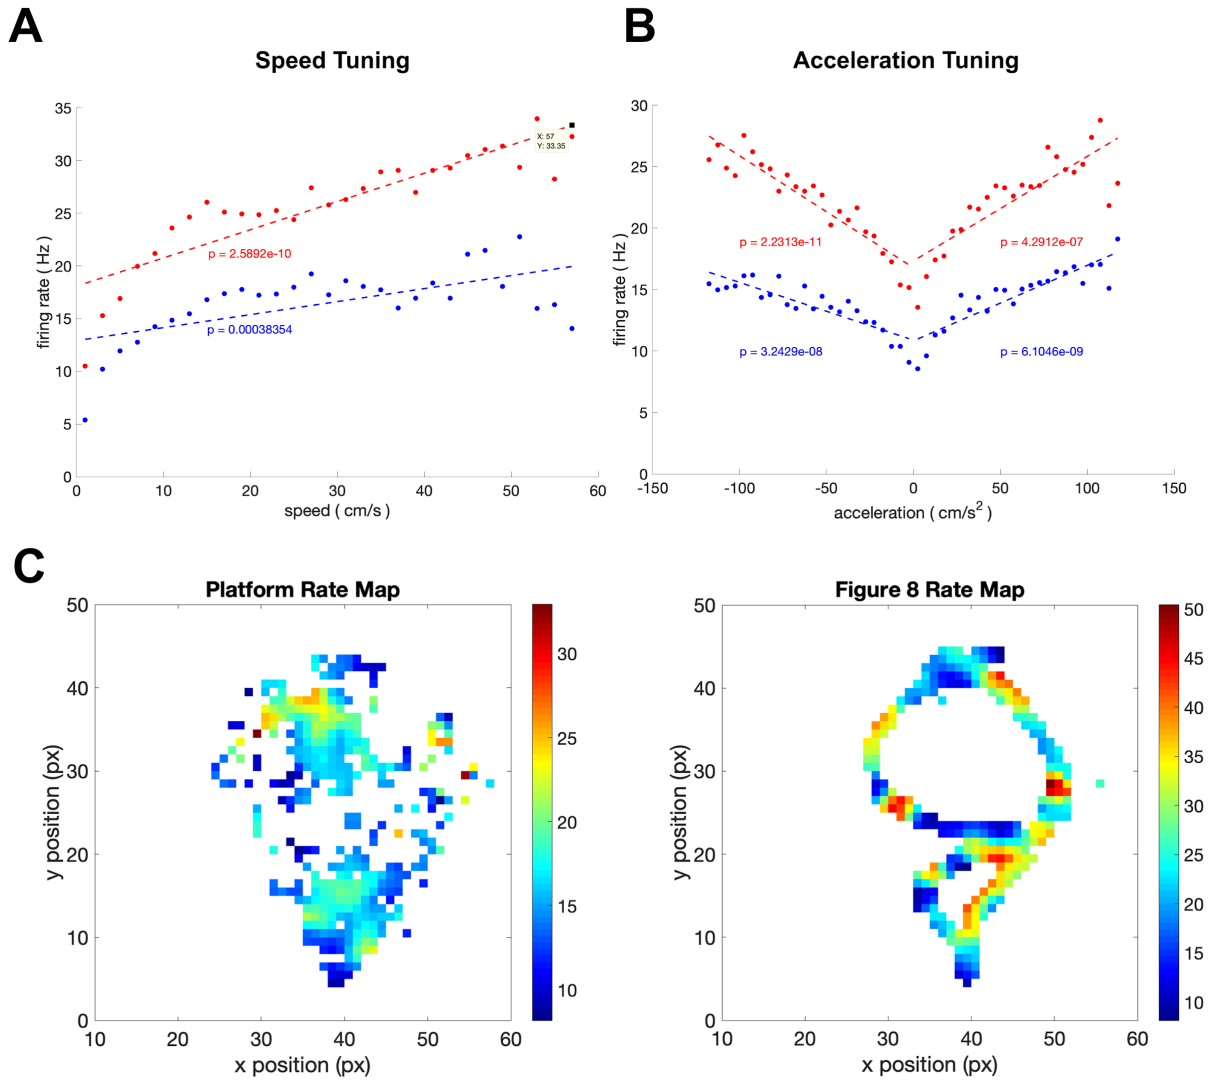 A
Speed Tuning
35
30
25
20
15
10
5
0
firing rate ( Hz )
X: 57
Y: 33.35
p = 2.5892e-10
p = 0.00038354
0 10 20 30 40 50 60
speed ( cm/s )
B
Acceleration Tuning
30
25
20
15
10
5
0
firing rate ( Hz )
p = 2.2313e-11
p = 4.2912e-07
p = 3.2429e-08
p = 6.1046e-09
-150 -100 -50 0 50 100 150
acceleration ( cm/s² )
C
Platform Rate Map
50
40
30
20
10
0
y position (px)
10 20 30 40 50 60
x position (px)
30
25
20
15
10
Figure 8 Rate Map
50
40
30
20
10
0
y position (px)
10 20 30 40 50 60
x position (px)
50
45
40
35
30
25
20
15
10